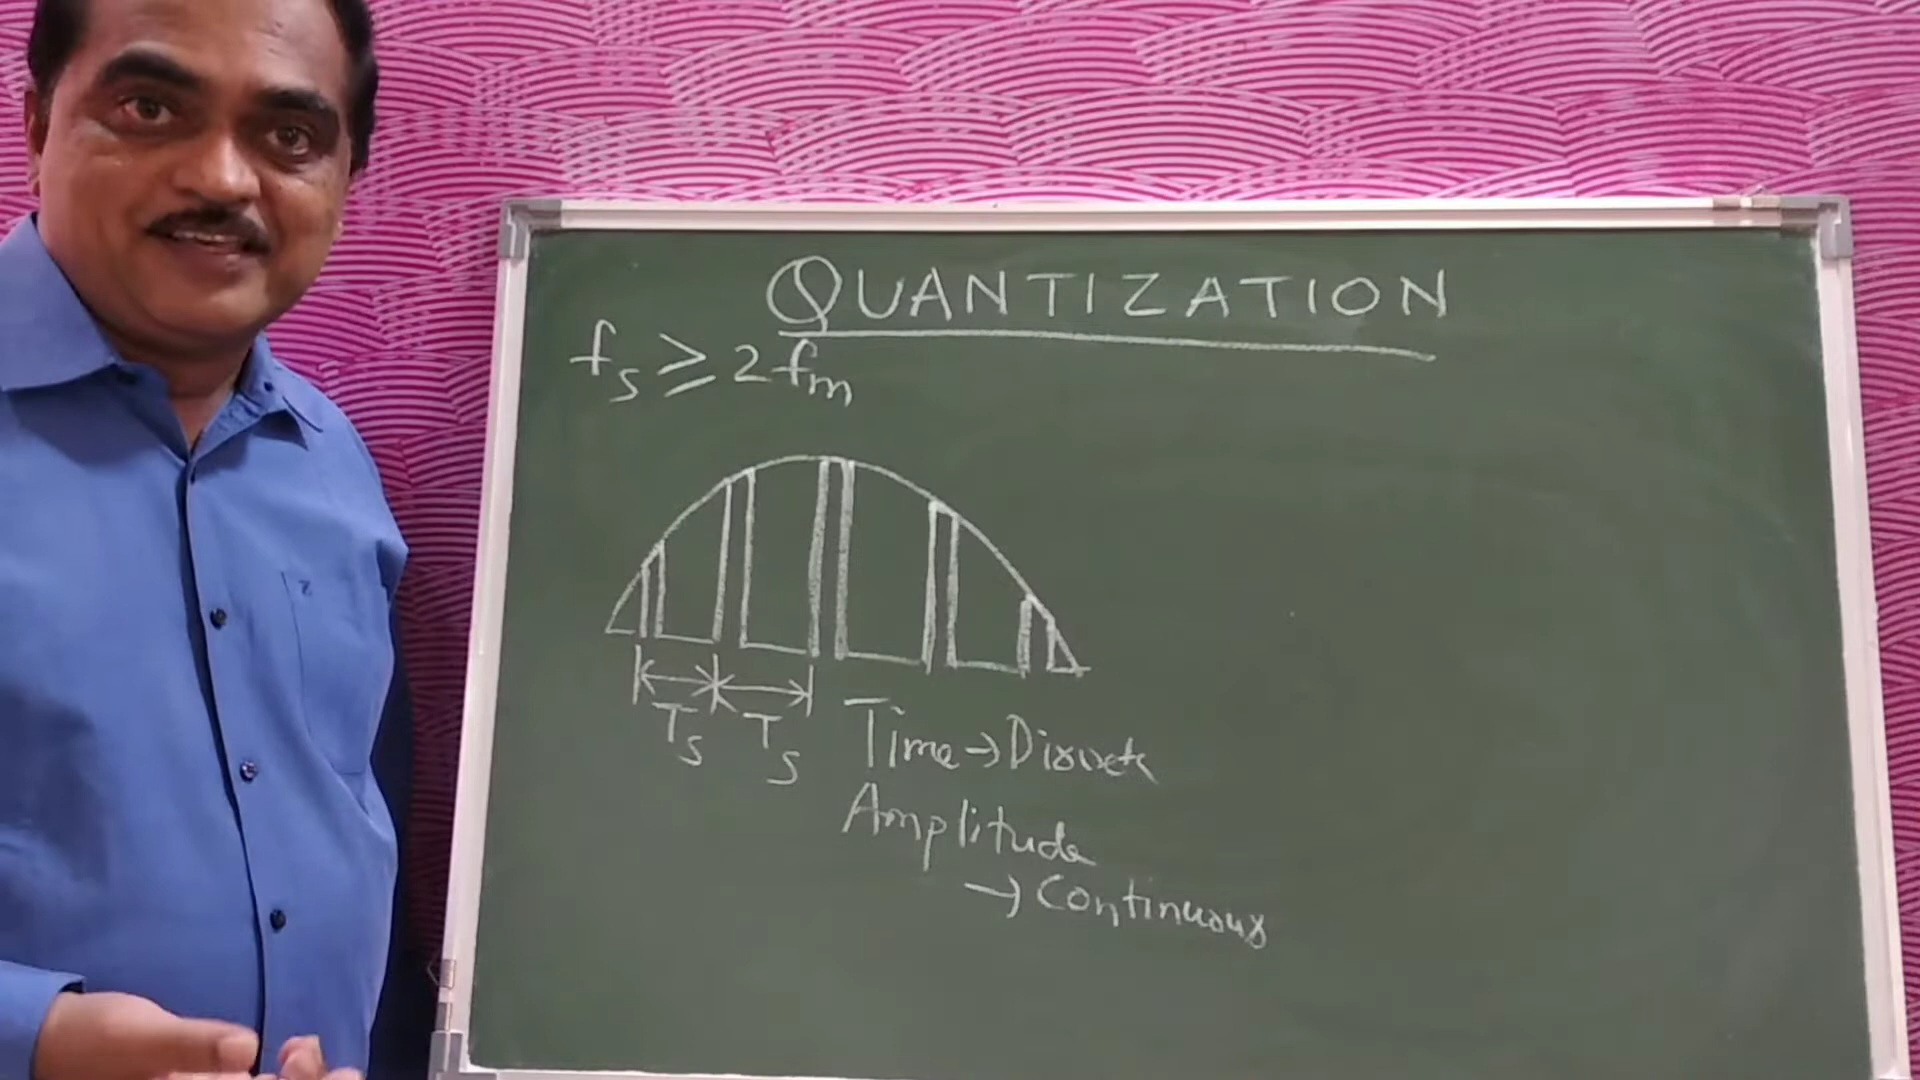 QUANTIZATION
fs ≥ 2fm
Ts Ts
Time → Discrete
Amplitude
→ Continuous